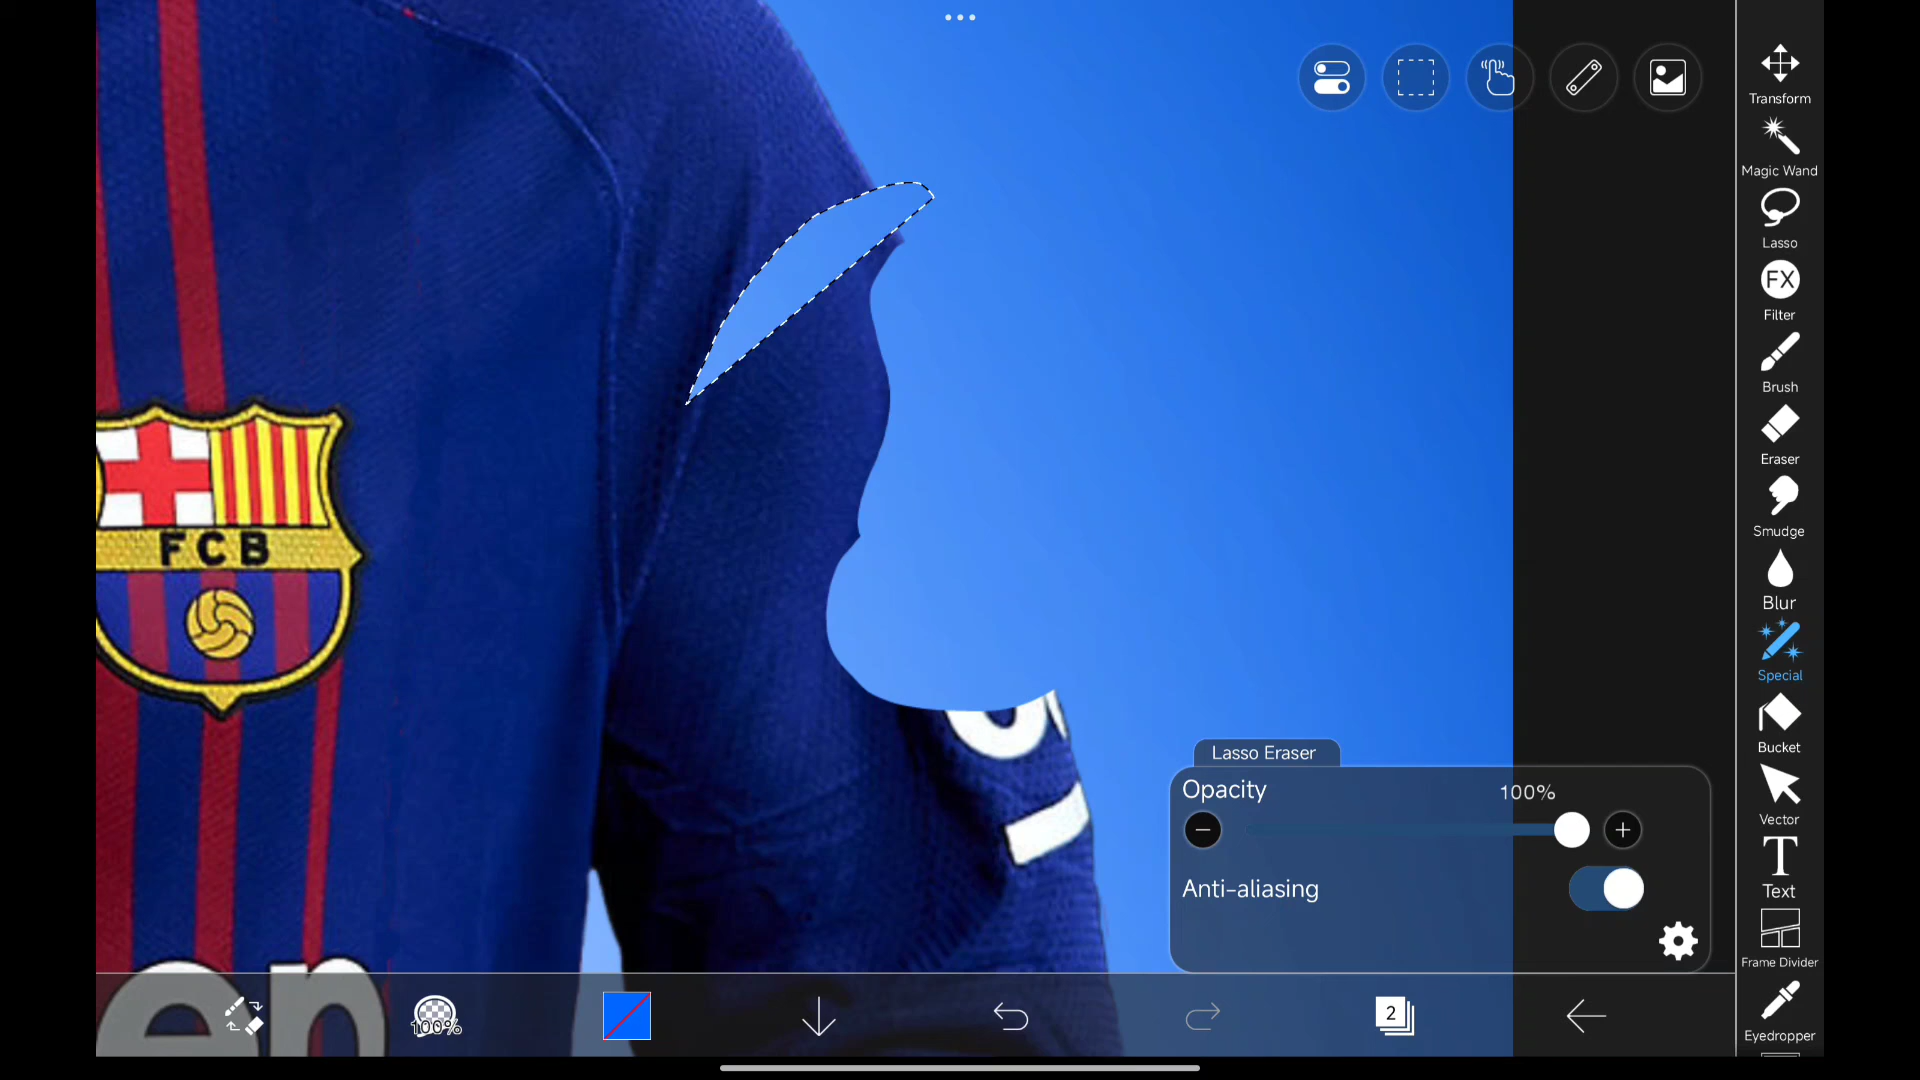 Transform
Magic Wand
Lasso
FX
Filter
Brush
Eraser
Smudge
Blur
Special
Bucket
Vector
T
Text
Frame Divider
Eyedropper
FCB
en
Lasso Eraser
Opacity
100%
Anti-aliasing
100%
2